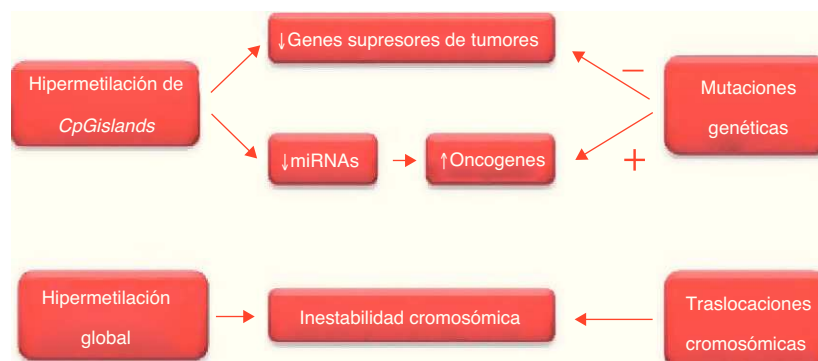 ↓Genes supresores de tumores
Hipermetilación de
CpGislands
−
Mutaciones
genéticas
↓miRNAs
↑Oncogenes
+
Hipermetilación
global
Inestabilidad cromosómica
Traslocaciones
cromosómicas